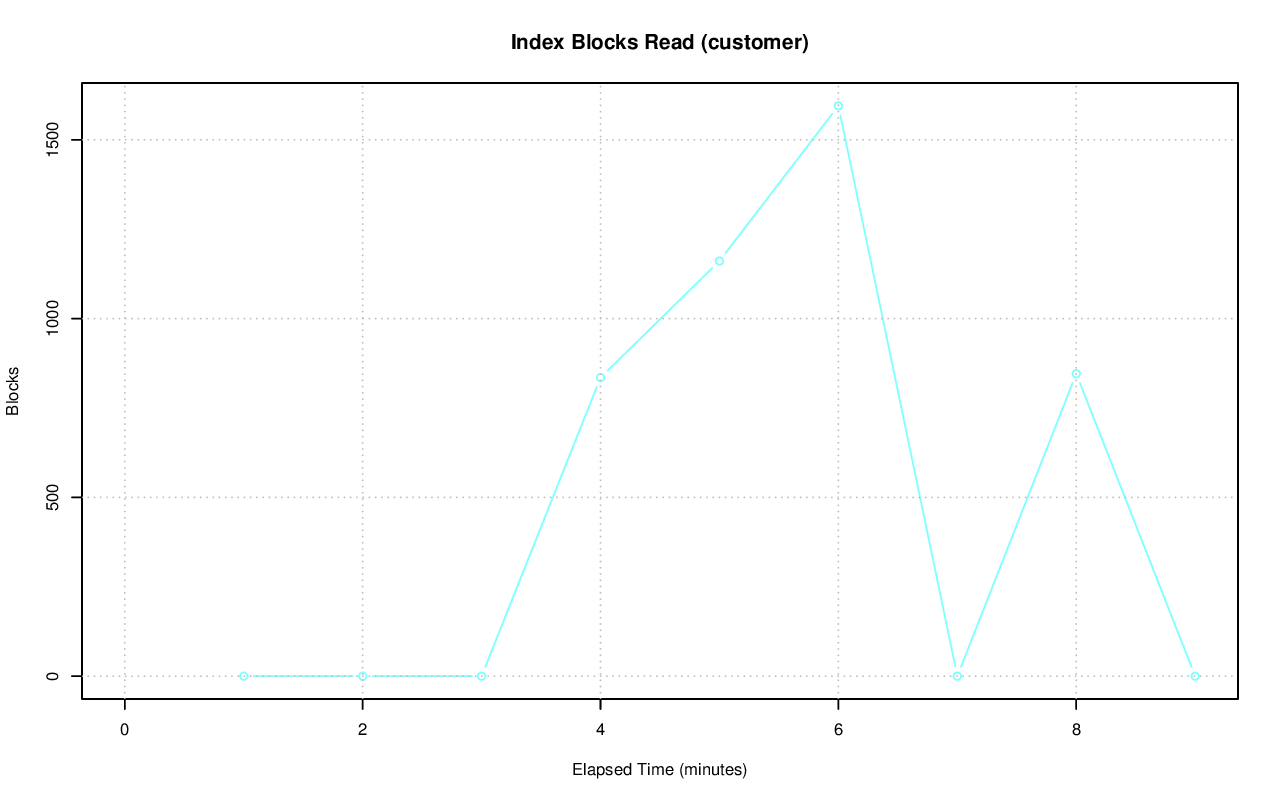 Index Blocks Read (customer)
1500
1000
500
0
Blocks
0 2 4 6 8
Elapsed Time (minutes)